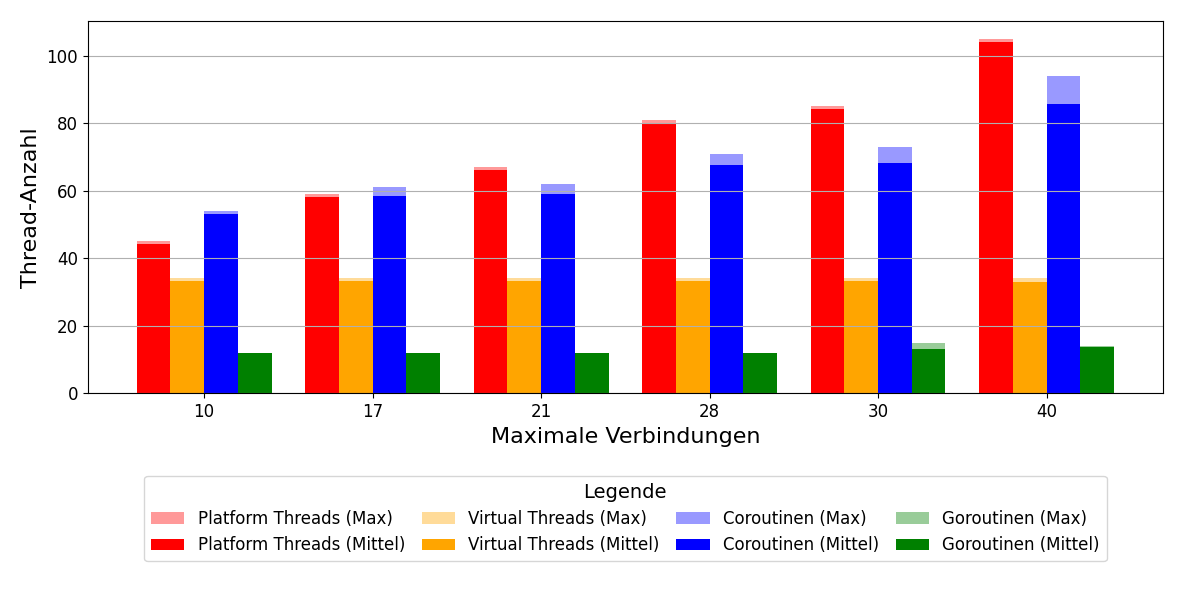 Thread-Anzahl
100
80
60
40
20
0
10 17 21 28 30 40
Maximale Verbindungen
Legende
Platform Threads (Max) Virtual Threads (Max) Coroutinen (Max) Goroutinen (Max)
Platform Threads (Mittel) Virtual Threads (Mittel) Coroutinen (Mittel) Goroutinen (Mittel)